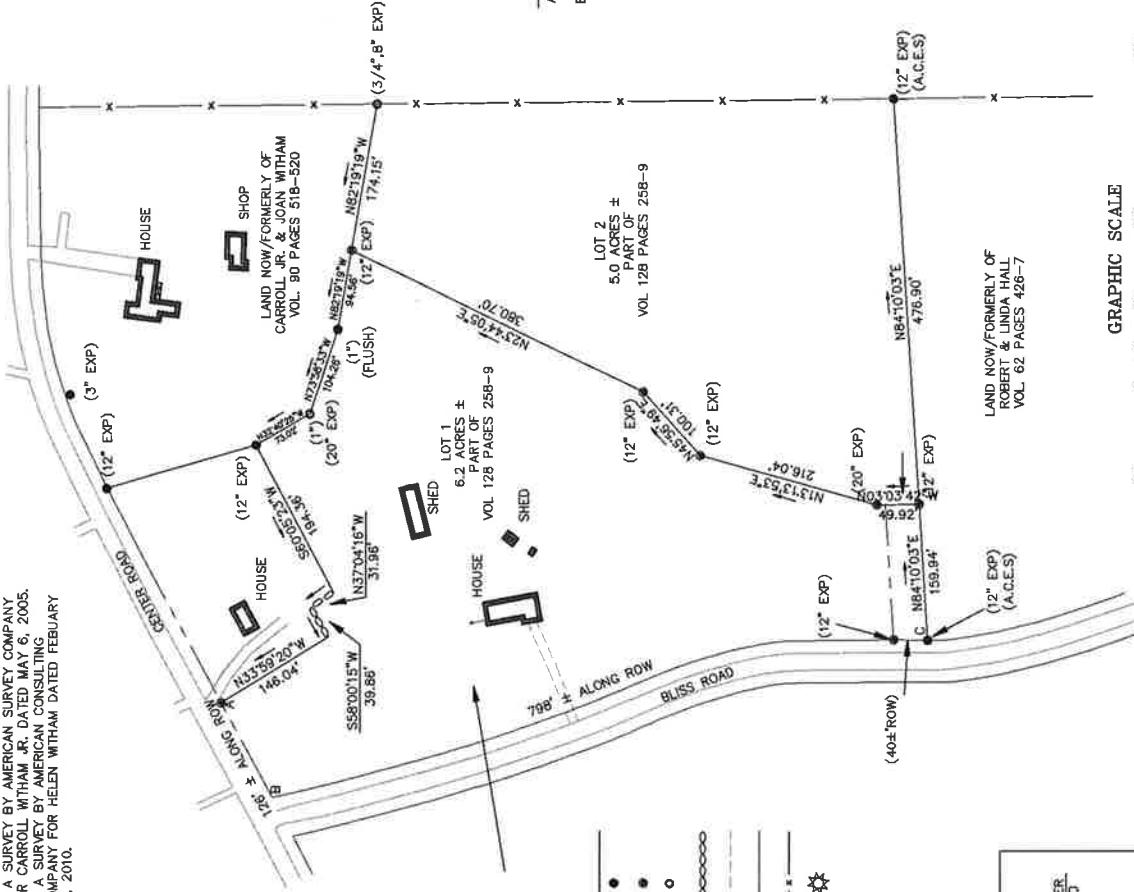 A SURVEY BY AMERICAN SURVEY COMPANY
R CARROLL WITHAM JR. DATED MAY 6, 2005.
A SURVEY BY AMERICAN CONSULTING
MPANY FOR HELEN WITHAM DATED FEBUARY
, 2010.
(3/4",8" EXP)
(12" EXP)
(A.C.E.S)
HOUSE
SHOP
LAND NOW/FORMERLY OF
CARROLL JR. & JOAN WITHAM
VOL. 90 PAGES 518-520
N82°19'19"W
174.15'
(12" EXP)
N82°19'19"W
94.56'
(1")
(FLUSH)
N73°58'33"W
104.26'
(1")
(20" EXP)
73.02'
(3" EXP)
(12" EXP)
(12" EXP)
CENTER ROAD
S60°05'23"W
194.36'
HOUSE
N37°04'16"W
31.96'
S58°00'15"W
39.86'
N33°59'20"W
146.04'
A
126' ± ALONG ROW
B
LOT 1
6.2 ACRES ±
PART OF
VOL 128 PAGES 258-9
SHED
SHED
HOUSE
798' ± ALONG ROW
BLISS ROAD
LOT 2
5.0 ACRES ±
PART OF
VOL 128 PAGES 258-9
N23°44'05"E
380.70'
(12" EXP)
N45°56'49"E
100.31'
(12" EXP)
N13°13'53"E
216.04'
(20" EXP)
N03°03'42"W
49.92'
(12" EXP)
N84°10'03"E
476.90'
N84°10'03"E
159.94'
C
(12" EXP)
(12" EXP)
(A.C.E.S)
(40±'ROW)
LAND NOW/FORMERLY OF
ROBERT & LINDA HALL
VOL 62 PAGES 426-7
GRAPHIC SCALE